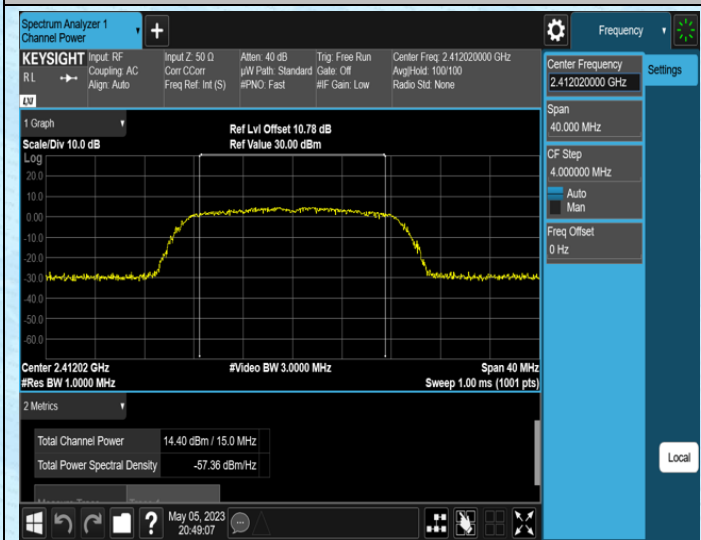 Spectrum Analyzer 1
Channel Power
+
Frequency
KEYSIGHT
RL
LXI
Input: RF
Coupling: AC
Align: Auto
Input Z: 50 Ω
Corr CCorr
Freq Ref: Int (S)
Atten: 40 dB
µW Path: Standard
#PNO: Fast
Trig: Free Run
Gate: Off
#IF Gain: Low
Center Freq: 2.412020000 GHz
Avg|Hold: 100/100
Radio Std: None
Center Frequency
2.412020000 GHz
Settings
Span
40.000 MHz
CF Step
4.000000 MHz
Auto
Man
Freq Offset
0 Hz
Local
1 Graph
Scale/Div 10.0 dB
Ref Lvl Offset 10.78 dB
Ref Value 30.00 dBm
Log
20.0
10.0
0.00
-10.0
-20.0
-30.0
-40.0
-50.0
-60.0
Center 2.41202 GHz
#Res BW 1.0000 MHz
#Video BW 3.0000 MHz
Span 40 MHz
Sweep 1.00 ms (1001 pts)
2 Metrics
Total Channel Power 14.40 dBm / 15.0 MHz
Total Power Spectral Density -57.36 dBm/Hz
?
May 05, 2023
20:49:07